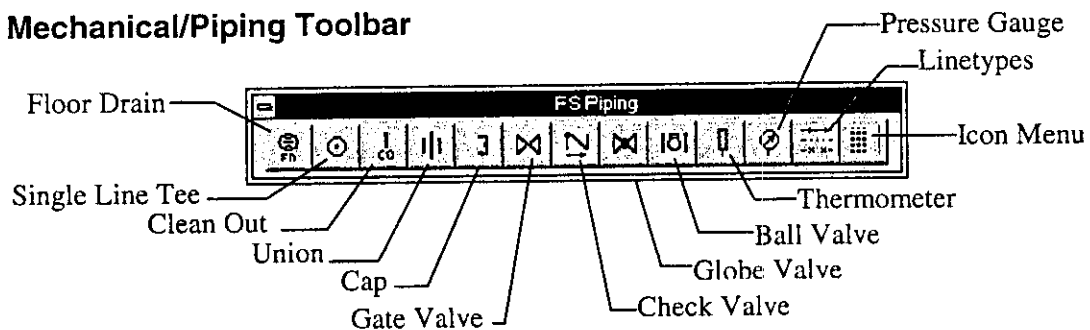 Mechanical/Piping Toolbar
Pressure Gauge
Linetypes
Floor Drain
FS Piping
FD
CO
Icon Menu
Single Line Tee
Thermometer
Clean Out
Ball Valve
Union
Globe Valve
Cap
Check Valve
Gate Valve